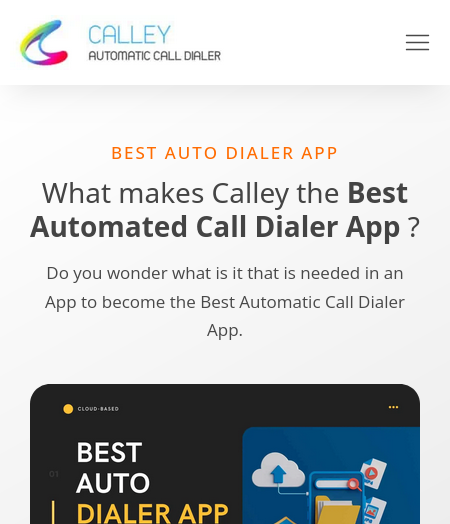 CALLEY
AUTOMATIC CALL DIALER
BEST AUTO DIALER APP
What makes Calley the Best
Automated Call Dialer App ?
Do you wonder what is it that is needed in an
App to become the Best Automatic Call Dialer
App.
CLOUD-BASED
01
BEST
AUTO
DIALER APP